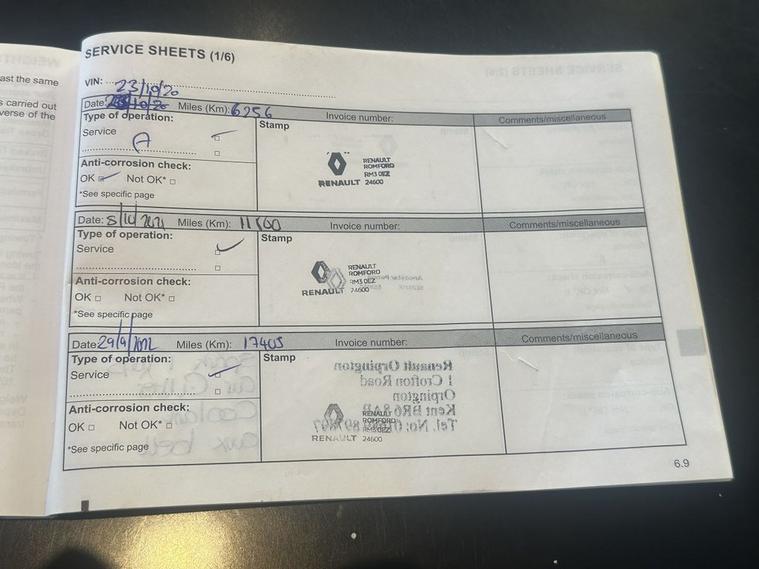 SERVICE SHEETS (1/6)
VIN:
23/10/20
Date: 23/10/20 Miles (Km): 6256 Invoice number: Comments/miscellaneous
Type of operation:
Service
A
Stamp
RENAULT
ROMFORD
RM3 0EZ
RENAULT 24600
Anti-corrosion check:
OK Not OK*
*See specific page
Date: 8/10/2021 Miles (Km): Invoice number: Comments/miscellaneous
Type of operation:
Service
Stamp
RENAULT
ROMFORD
RM3 0EZ
RENAULT 24600
Anti-corrosion check:
OK Not OK*
*See specific page
Date: 29/9/2022 Miles (Km): 17405 Invoice number: Comments/miscellaneous
Type of operation:
Service
Stamp
Renault Orpington
1 Crofton Road
Orpington
Kent BR6 8AB
Tel. No:
RENAULT
ROMFORD
RM3 0EZ
RENAULT 24600
Anti-corrosion check:
OK Not OK*
*See specific page
6.9
ast the same
s carried out
verse of the